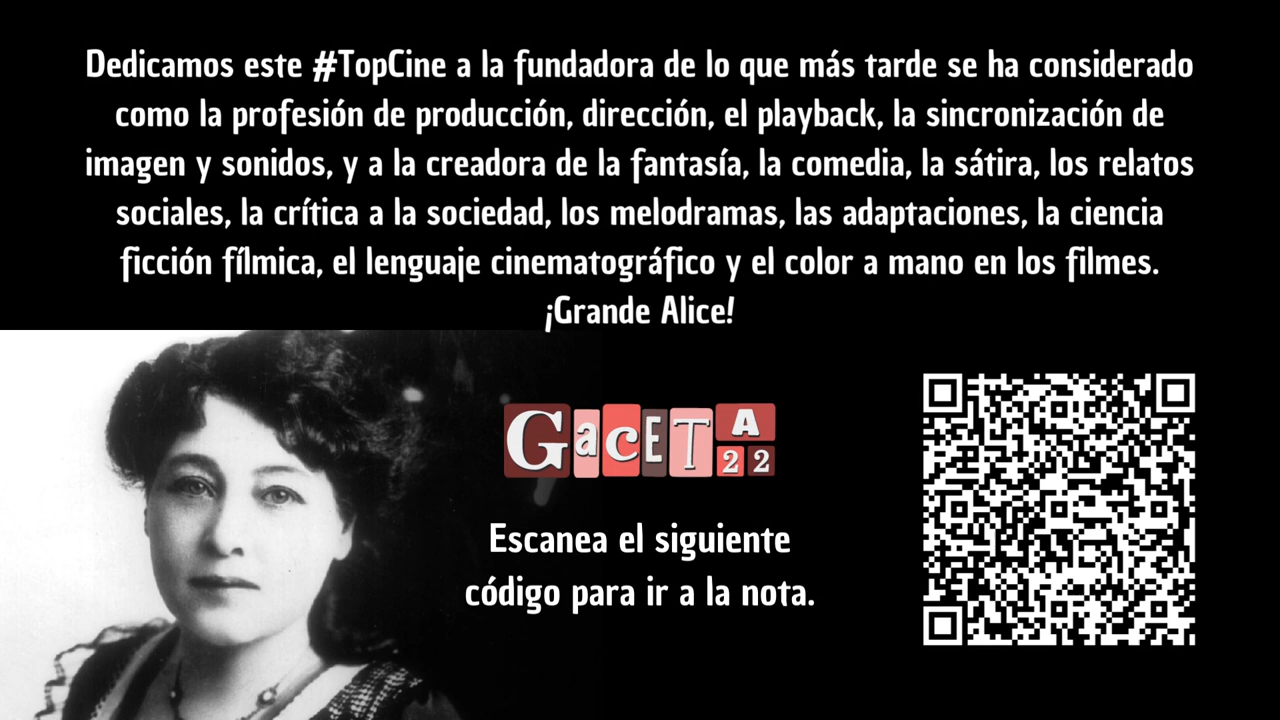 Dedicamos este #TopCine a la fundadora de lo que más tarde se ha considerado
como la profesión de producción, dirección, el playback, la sincronización de
imagen y sonidos, y a la creadora de la fantasía, la comedia, la sátira, los relatos
sociales, la crítica a la sociedad, los melodramas, las adaptaciones, la ciencia
ficción fílmica, el lenguaje cinematográfico y el color a mano en los filmes.
¡Grande Alice!
GaCETA22
Escanea el siguiente
código para ir a la nota.